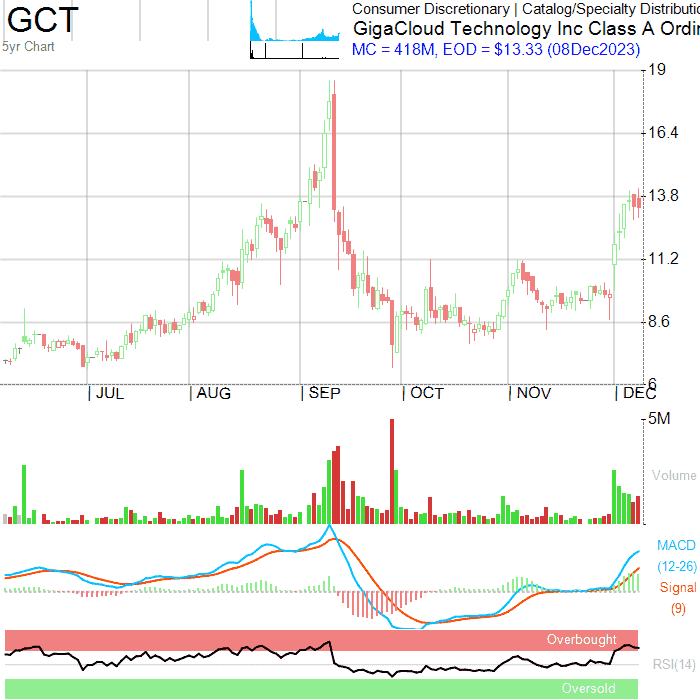 GCT
Consumer Discretionary | Catalog/Specialty Distributio
GigaCloud Technology Inc Class A Ordin
5yr Chart
MC = 418M, EOD = $13.33 (08Dec2023)
19
16.4
13.8
11.2
8.6
6
JUL
AUG
SEP
OCT
NOV
DEC
5M
Volume
MACD
(12-26)
Signal
(9)
Overbought
RSI(14)
Oversold